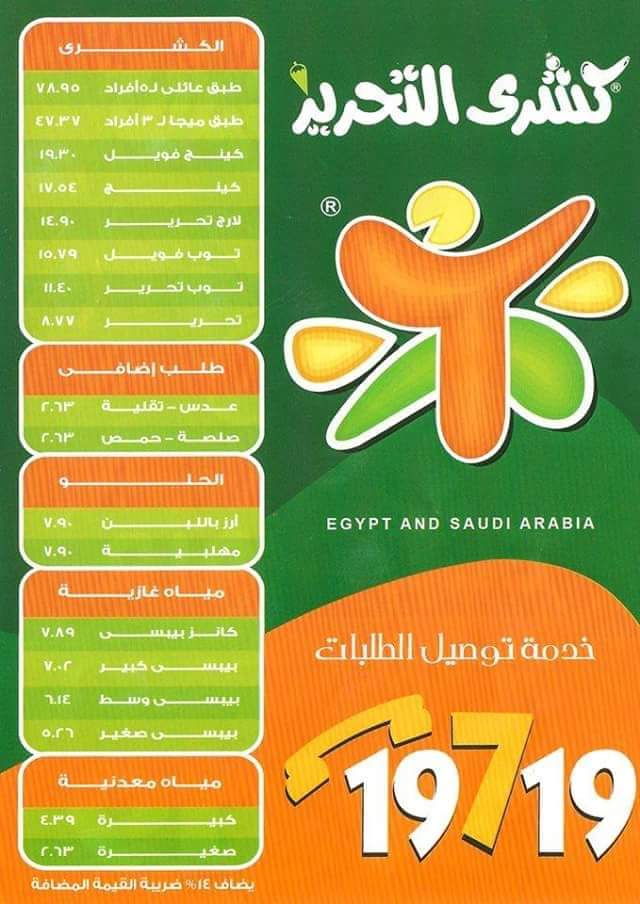 الكشرى
طبق عائلى لـ ٥ أفراد ٧٨.٩٥
طبق ميجا لـ ٣ أفراد ٤٧.٣٧
كينج فويل ١٩.٣٠
كينج ١٧.٥٤
لارج تحرير ١٤.٩٠
توب فويل ١٥.٧٩
توب تحرير ١١.٤٠
تحرير ٨.٧٧
طلب إضافى
عدس - تقلية ٢.٦٣
صلصة - حمص ٢.٦٣
الحلو
أرز باللبن ٧.٩٠
مهلبية ٧.٩٠
مياه غازية
كانز بيبسى ٧.٨٩
بيبسى كبير ٧.٠٢
بيبسى وسط ٦.١٤
بيبسى صغير ٥.٢٦
مياه معدنية
كبيرة ٤.٣٩
صغيرة ٢.٦٣
يضاف ١٤% ضريبة القيمة المضافة
كشرى التحرير ®
®
EGYPT AND SAUDI ARABIA
خدمة توصيل الطلبات
19719